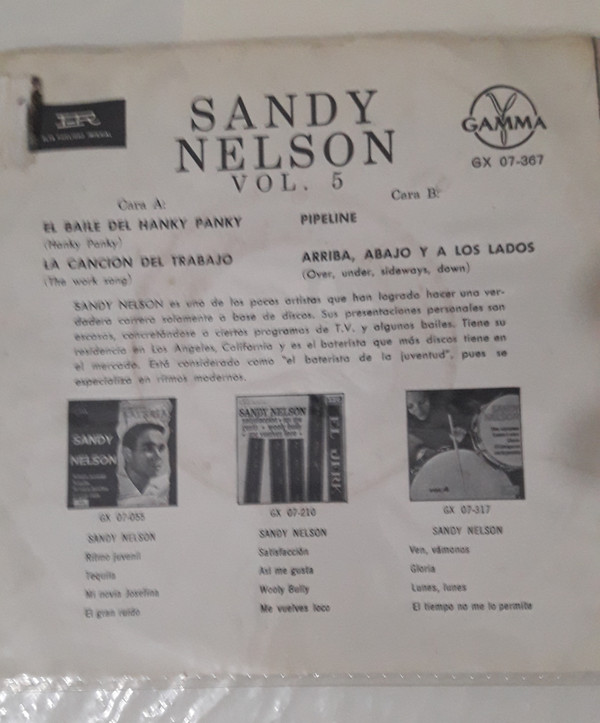 SANDY
NELSON
VOL. 5
GAMMA
GX 07-367
Cara A:
EL BAILE DEL HANKY PANKY
(Hanky Panky)
LA CANCION DEL TRABAJO
(The work song)
Cara B:
PIPELINE
ARRIBA, ABAJO Y A LOS LADOS
(Over, under, sideways, down)
SANDY NELSON es uno de los pocos artistas que han logrado hacer una ver-
dadera carrera solamente a base de discos. Sus presentaciones personales son
escasas, concretándose a ciertos programas de T.V. y algunos bailes. Tiene su
residencia en Los Angeles, California y es el baterista que más discos tiene en
el mercado. Está considerado como "el baterista de la juventud", pues se
especializa en ritmos modernos.
SANDY
NELSON
GX 07-055
SANDY NELSON
Ritmo juvenil
Tequila
Mi novia Josefina
El gran ruido
SANDY NELSON
EL JERK
GX 07-210
SANDY NELSON
Satisfacción
Así me gusta
Wooly Bully
Me vuelves loco
GX 07-317
SANDY NELSON
Ven, vámonos
Gloria
Lunes, lunes
El tiempo no me lo permite